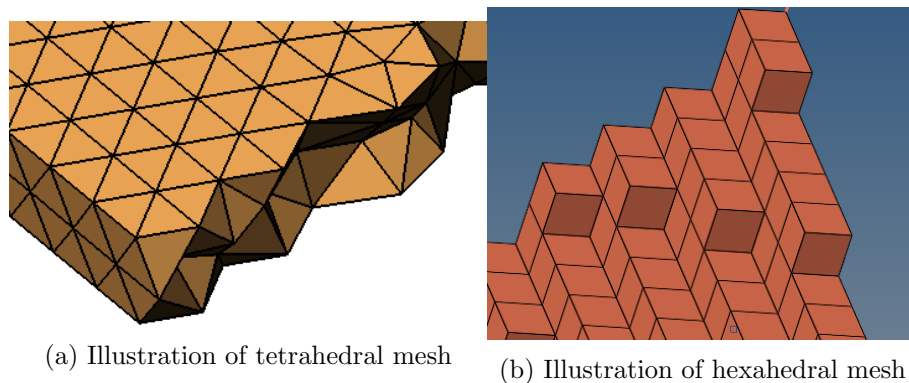 (a) Illustration of tetrahedral mesh
(b) Illustration of hexahedral mesh